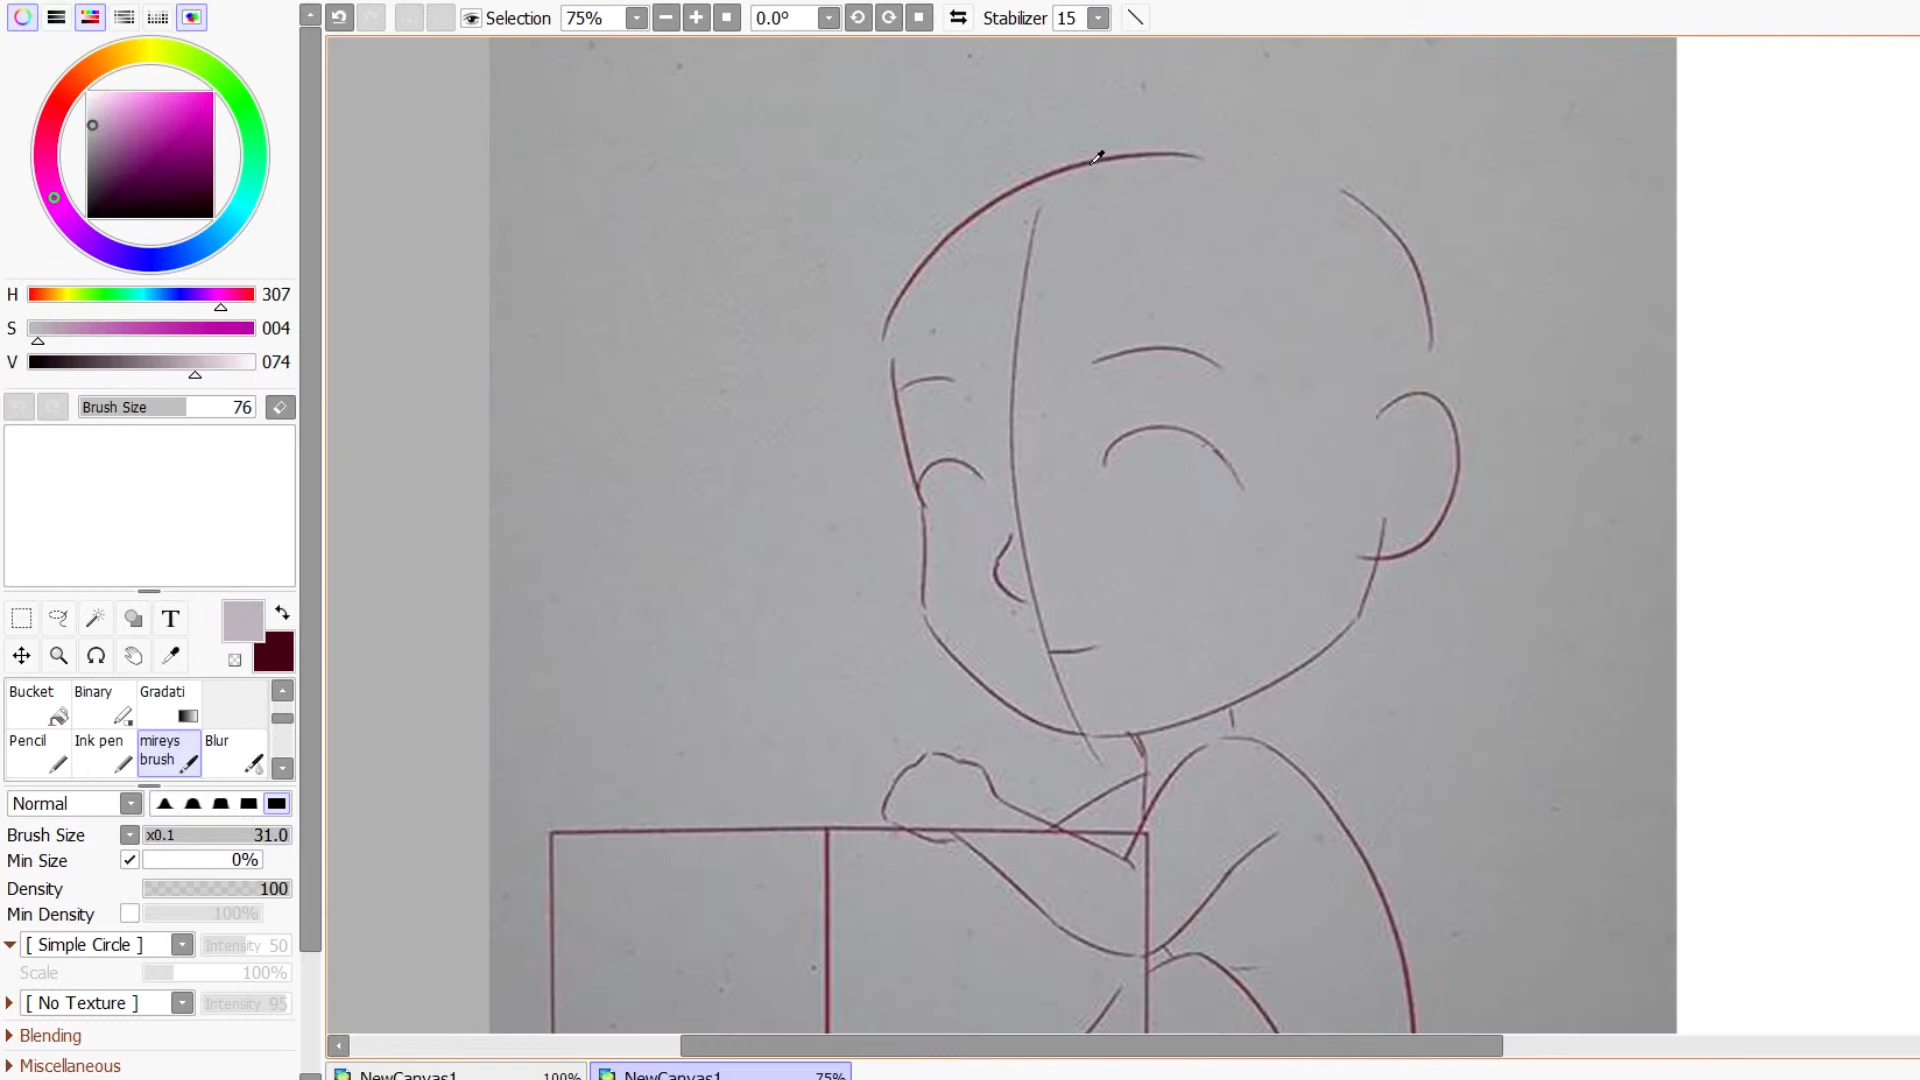 Selection 75% 0.0° Stabilizer 15
H 307
S 004
V 074
Brush Size 76
T
Bucket Binary Gradati
Pencil Ink pen mireys brush Blur
Normal
Brush Size x0.1 31.0
Min Size 0%
Density 100
Min Density 100%
[ Simple Circle ] Intensity 50
Scale 100%
[ No Texture ] Intensity 95
Blending
Miscellaneous
NewCanvas1 100% NewCanvas1 75%